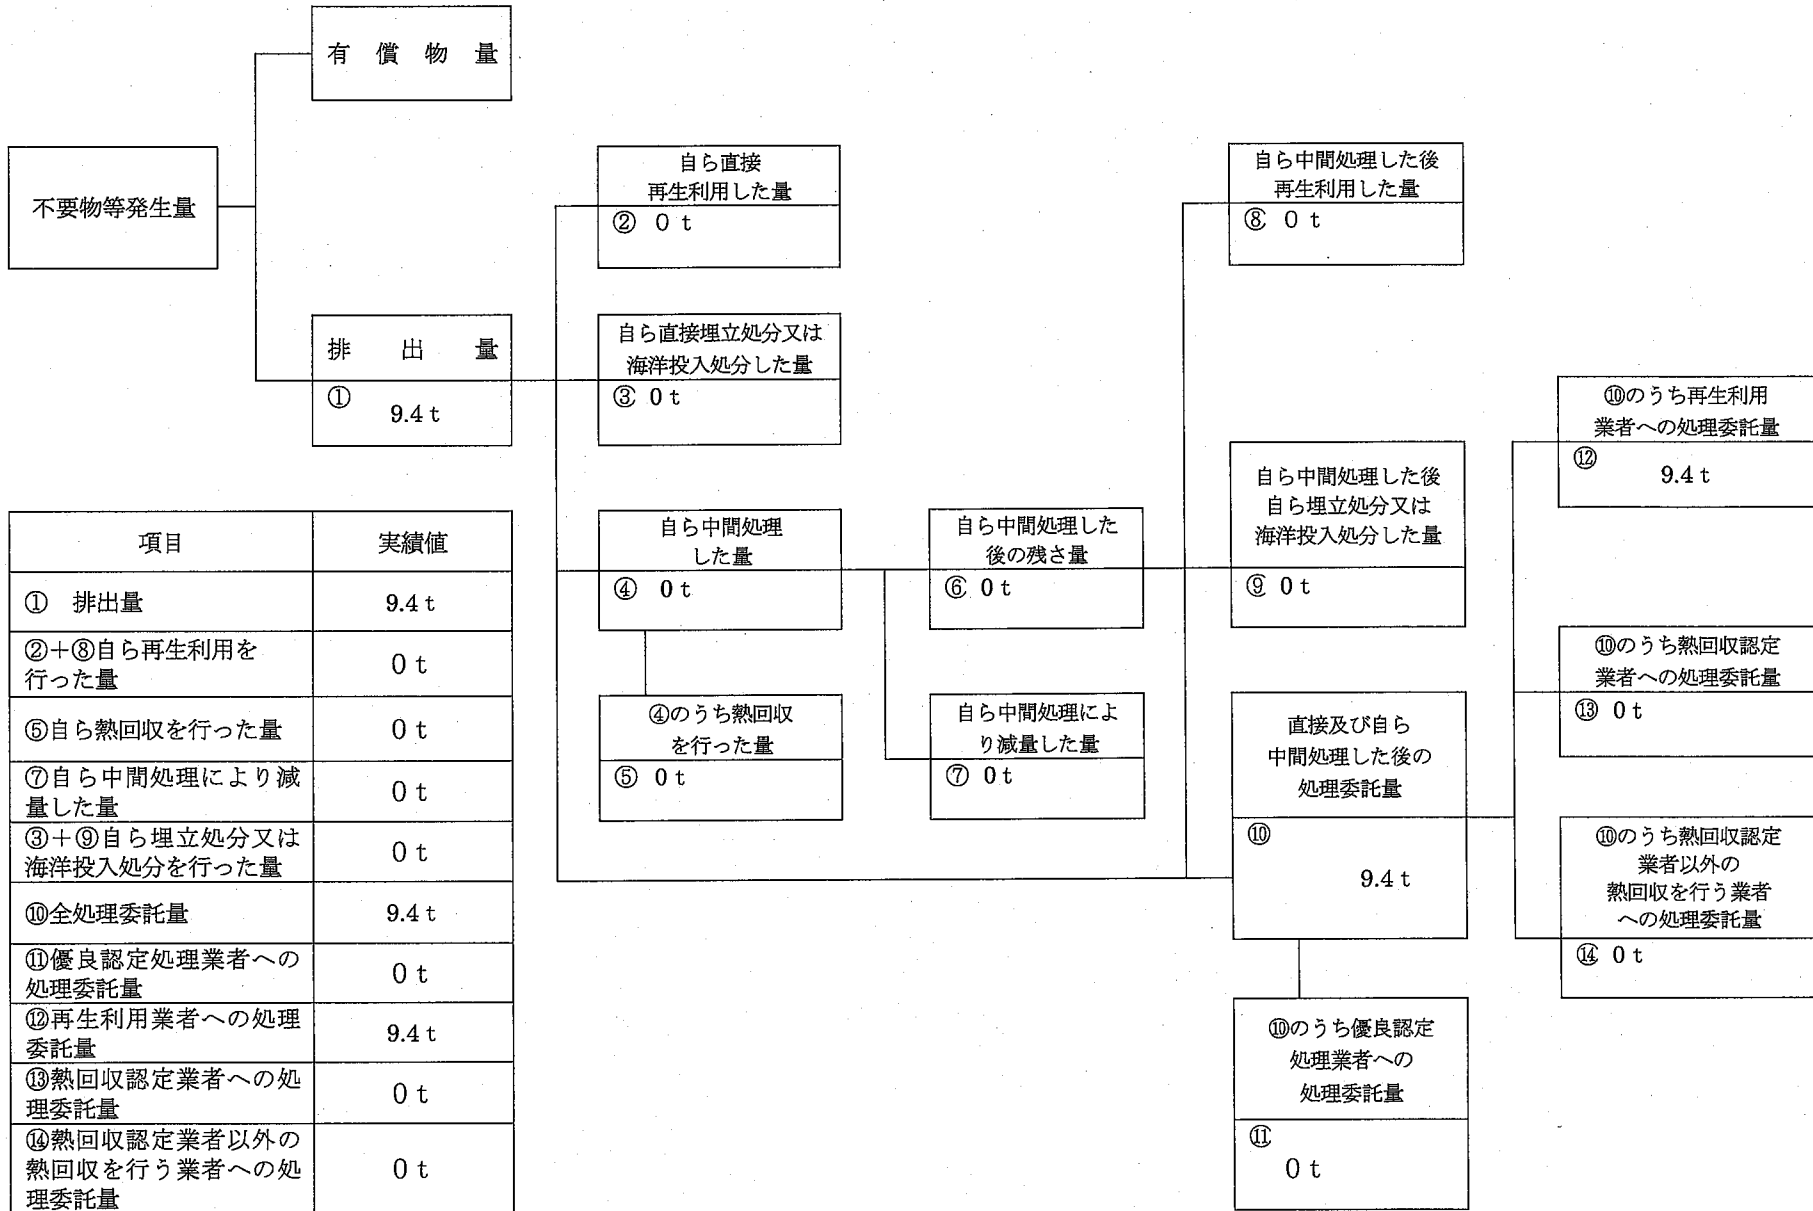 有償物量
不要物等発生量
排出量
①
9.4 t
自ら直接
再生利用した量
② 0 t
自ら直接埋立処分又は
海洋投入処分した量
③ 0 t
自ら中間処理
した量
④ 0 t
④のうち熱回収
を行った量
⑤ 0 t
自ら中間処理した
後の残さ量
⑥ 0 t
自ら中間処理によ
り減量した量
⑦ 0 t
自ら中間処理した後
再生利用した量
⑧ 0 t
自ら中間処理した後
自ら埋立処分又は
海洋投入処分した量
⑨ 0 t
直接及び自ら
中間処理した後の
処理委託量
⑩
9.4 t
⑩のうち優良認定
処理業者への
処理委託量
⑪
0 t
⑩のうち再生利用
業者への処理委託量
⑫
9.4 t
⑩のうち熱回収認定
業者への処理委託量
⑬ 0 t
⑩のうち熱回収認定
業者以外の
熱回収を行う業者
への処理委託量
⑭ 0 t
項目 実績値
① 排出量 9.4 t
②＋⑧自ら再生利用を
行った量 0 t
⑤自ら熱回収を行った量 0 t
⑦自ら中間処理により減
量した量 0 t
③＋⑨自ら埋立処分又は
海洋投入処分を行った量 0 t
⑩全処理委託量 9.4 t
⑪優良認定処理業者への
処理委託量 0 t
⑫再生利用業者への処理
委託量 9.4 t
⑬熱回収認定業者への処
理委託量 0 t
⑭熱回収認定業者以外の
熱回収を行う業者への処
理委託量 0 t